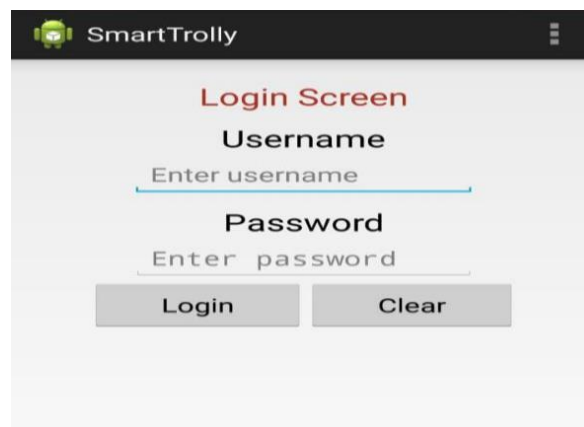 SmartTrolly
Login Screen
Username
Enter username
Password
Enter password
Login Clear